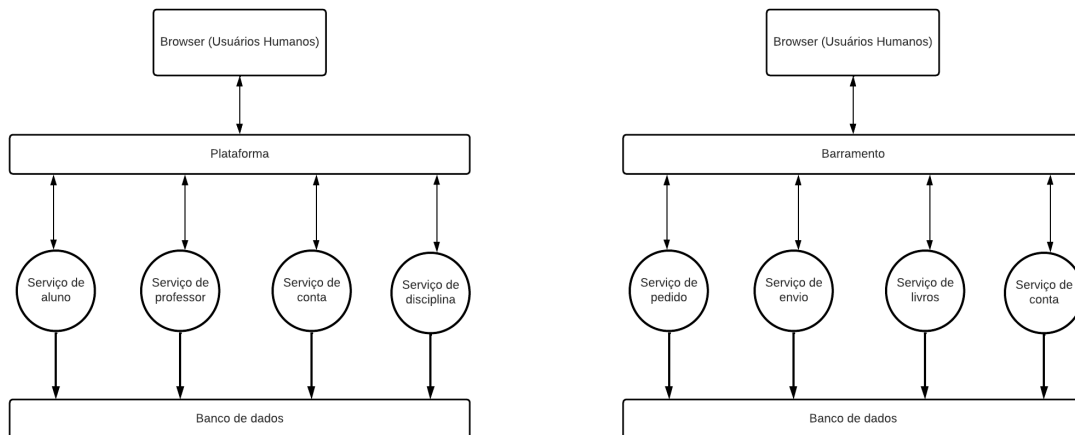 Browser (Usuários Humanos)
Plataforma
Serviço de
aluno
Serviço de
professor
Serviço de
conta
Serviço de
disciplina
Banco de dados
Browser (Usuários Humanos)
Barramento
Serviço de
pedido
Serviço de
envio
Serviço de
livros
Serviço de
conta
Banco de dados